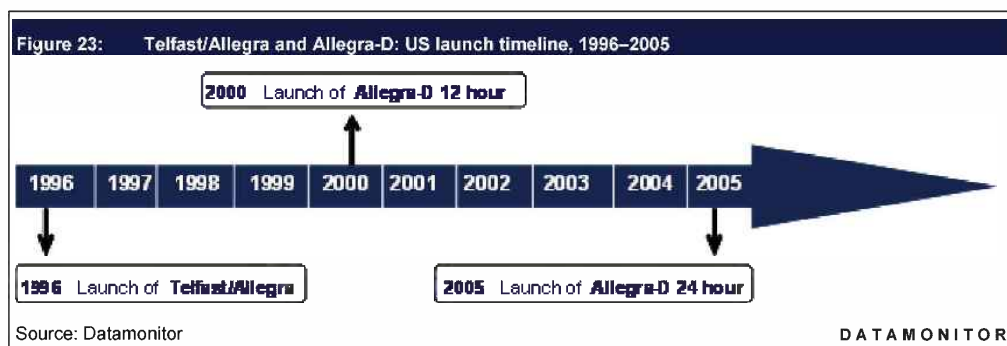 Figure 23: Telfast/Allegra and Allegra-D: US launch timeline, 1996–2005
2000 Launch of Allegra-D 12 hour
1996 1997 1998 1999 2000 2001 2002 2003 2004 2005
1996 Launch of Telfast/Allegra
2005 Launch of Allegra-D 24 hour
Source: Datamonitor
DATAMONITOR